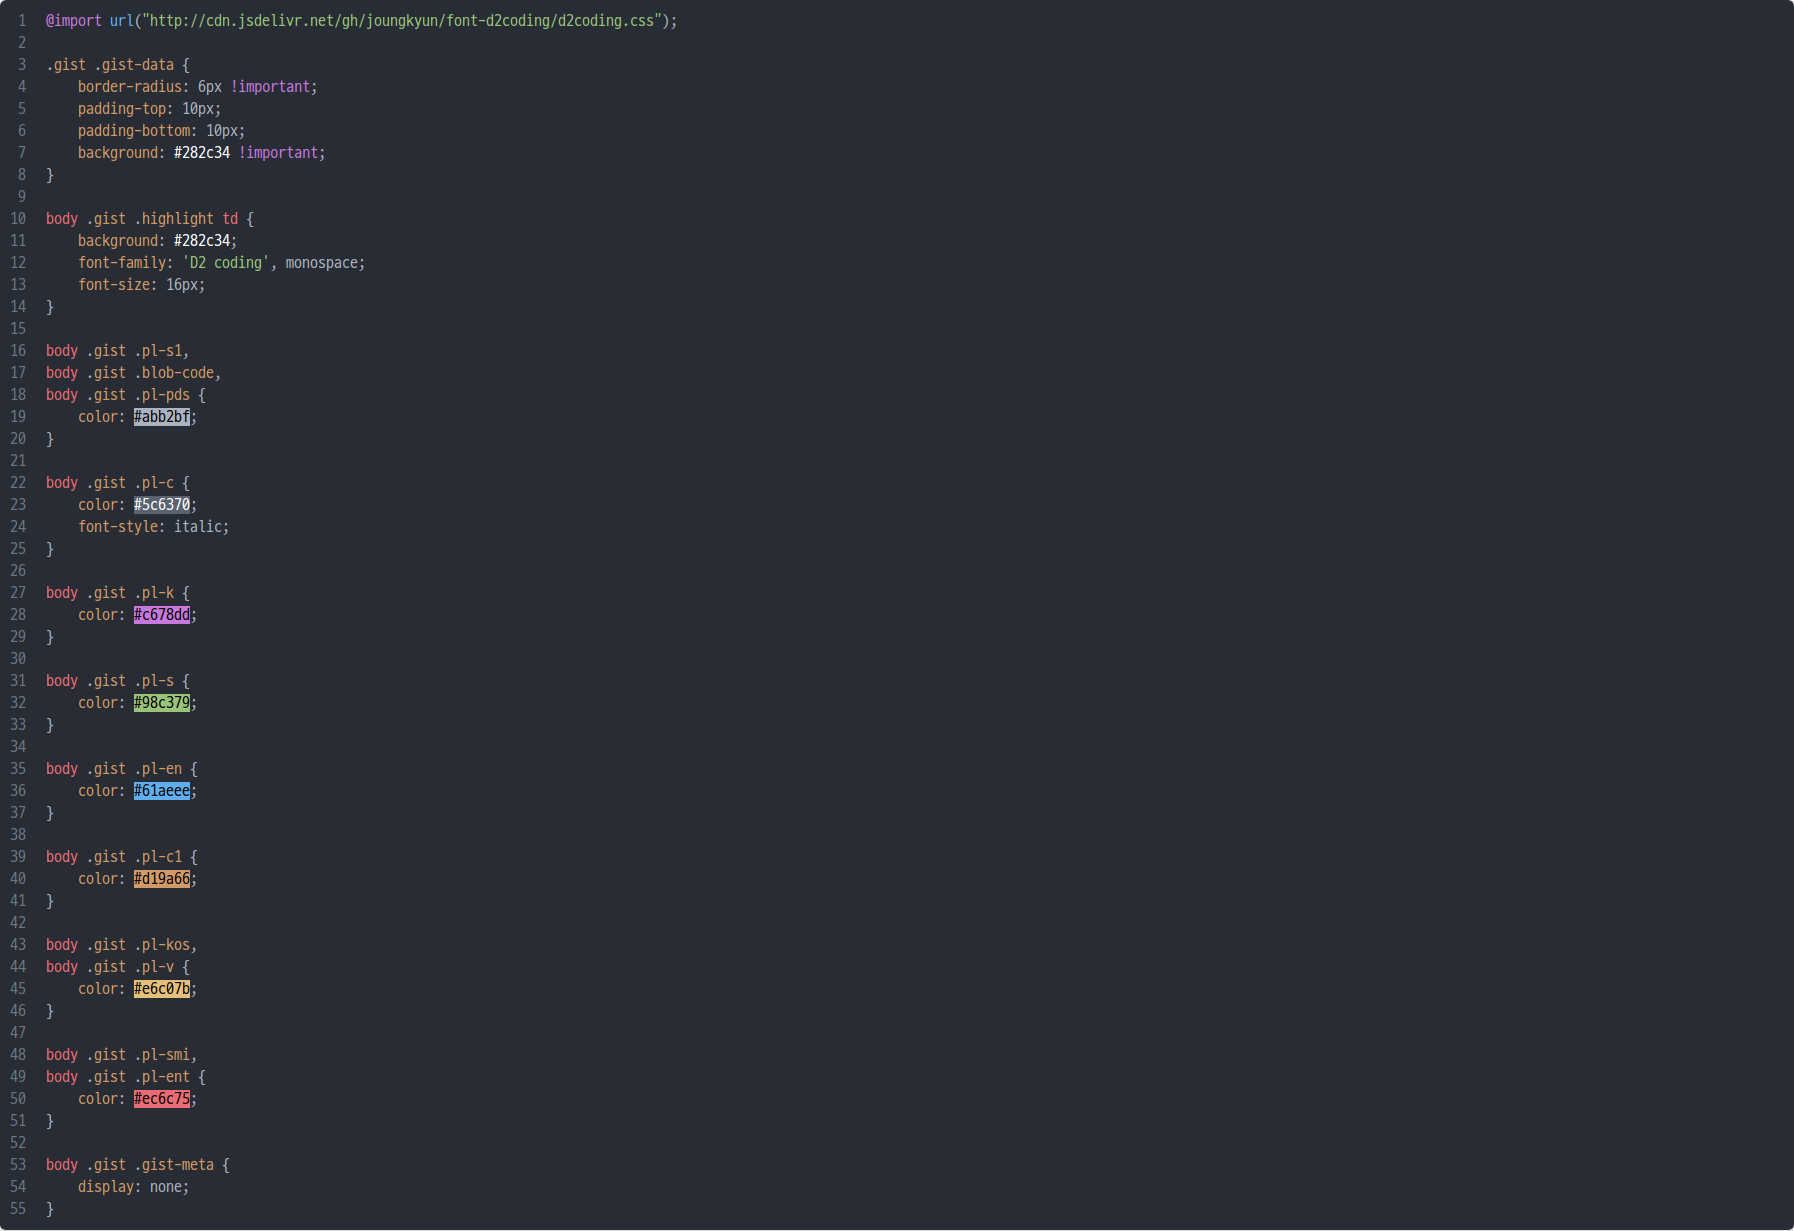 1 @import url("http://cdn.jsdelivr.net/gh/joungkyun/font-d2coding/d2coding.css");
2
3 .gist .gist-data {
4     border-radius: 6px !important;
5     padding-top: 10px;
6     padding-bottom: 10px;
7     background: #282c34 !important;
8 }
9
10 body .gist .highlight td {
11     background: #282c34;
12     font-family: 'D2 coding', monospace;
13     font-size: 16px;
14 }
15
16 body .gist .pl-s1,
17 body .gist .blob-code,
18 body .gist .pl-pds {
19     color: #abb2bf;
20 }
21
22 body .gist .pl-c {
23     color: #5c6370;
24     font-style: italic;
25 }
26
27 body .gist .pl-k {
28     color: #c678dd;
29 }
30
31 body .gist .pl-s {
32     color: #98c379;
33 }
34
35 body .gist .pl-en {
36     color: #61aeee;
37 }
38
39 body .gist .pl-c1 {
40     color: #d19a66;
41 }
42
43 body .gist .pl-kos,
44 body .gist .pl-v {
45     color: #e6c07b;
46 }
47
48 body .gist .pl-smi,
49 body .gist .pl-ent {
50     color: #ec6c75;
51 }
52
53 body .gist .gist-meta {
54     display: none;
55 }